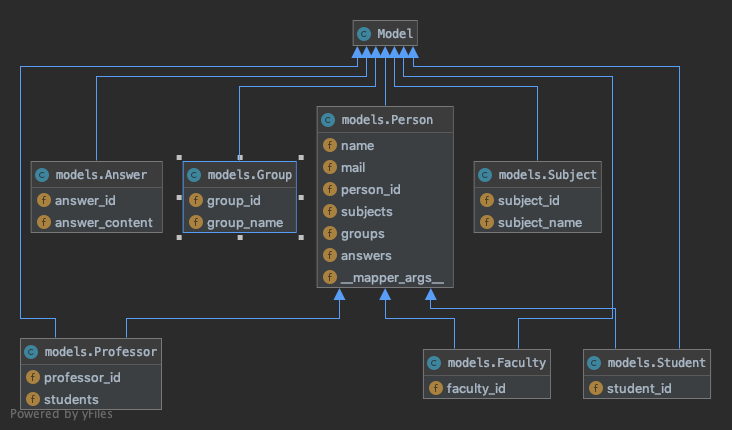 Model
models.Person
name
mail
person_id
subjects
groups
answers
__mapper_args__
models.Answer
answer_id
answer_content
models.Group
group_id
group_name
models.Subject
subject_id
subject_name
models.Professor
professor_id
students
models.Faculty
faculty_id
models.Student
student_id
Powered by yFiles